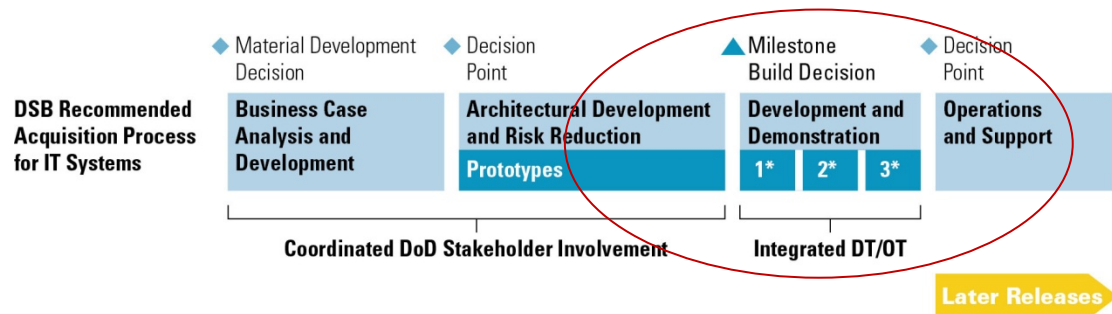 Material Development
Decision
Decision
Point
Milestone
Build Decision
Decision
Point
DSB Recommended
Acquisition Process
for IT Systems
Business Case
Analysis and
Development
Architectural Development
and Risk Reduction
Prototypes
Development and
Demonstration
1*
2*
3*
Operations
and Support
Coordinated DoD Stakeholder Involvement
Integrated DT/OT
Later Releases